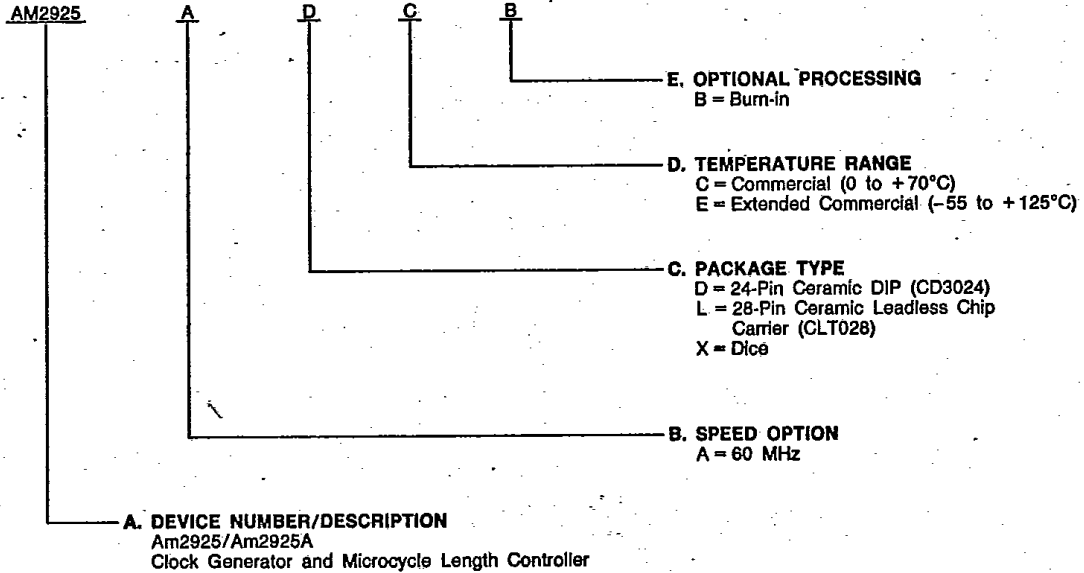 AM2925 A D C B
E. OPTIONAL PROCESSING
B = Burn-in
D. TEMPERATURE RANGE
C = Commercial (0 to +70°C)
E = Extended Commercial (–55 to +125°C)
C. PACKAGE TYPE
D = 24-Pin Ceramic DIP (CD3024)
L = 28-Pin Ceramic Leadless Chip
Carrier (CLT028)
X = Dice
B. SPEED OPTION
A = 60 MHz
A. DEVICE NUMBER/DESCRIPTION
Am2925/Am2925A
Clock Generator and Microcycle Length Controller